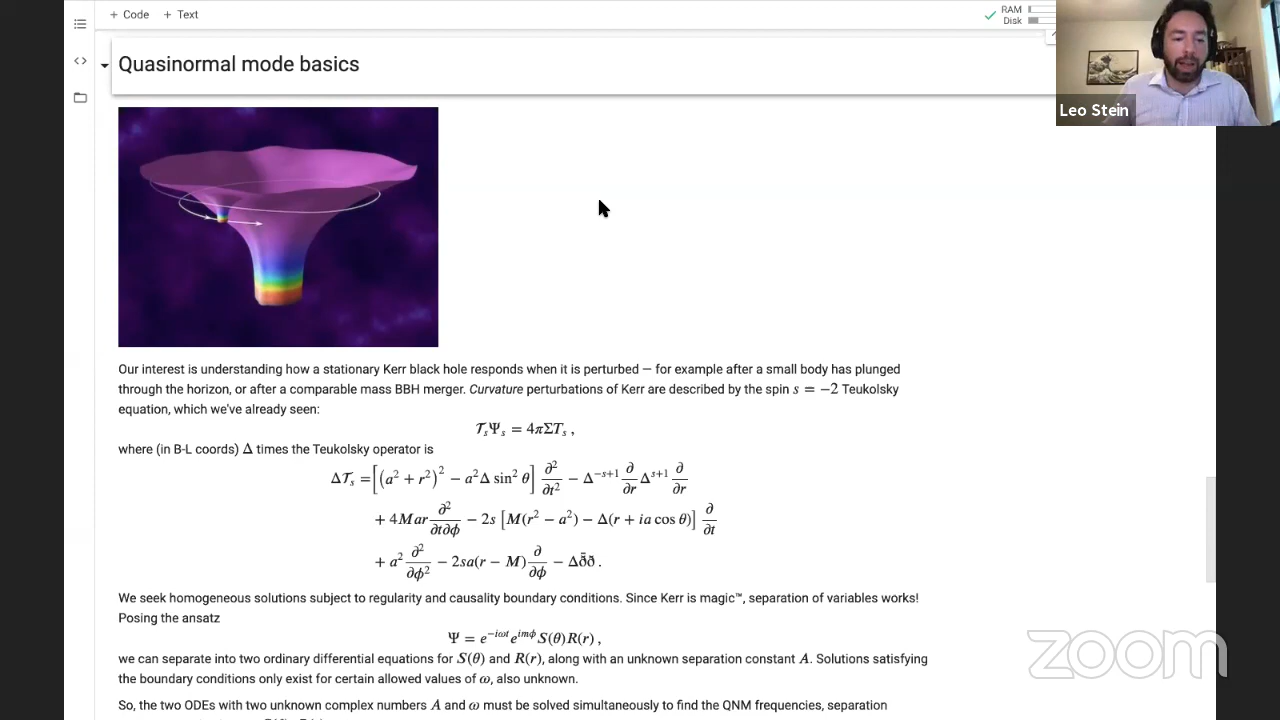 + Code + Text
RAM
Disk
Quasinormal mode basics
Leo Stein
Our interest is understanding how a stationary Kerr black hole responds when it is perturbed — for example after a small body has plunged
through the horizon, or after a comparable mass BBH merger. Curvature perturbations of Kerr are described by the spin s = −2 Teukolsky
equation, which we've already seen:
𝒯ₛΨₛ = 4πΣTₛ ,
where (in B-L coords) Δ times the Teukolsky operator is
Δ𝒯ₛ = [(a² + r²)² − a²Δ sin² θ] ∂²/∂t² − Δ⁻ˢ⁺¹ ∂/∂r Δˢ⁺¹ ∂/∂r
+ 4Mar ∂²/∂t∂ϕ − 2s [M(r² − a²) − Δ(r + ia cos θ)] ∂/∂t
+ a² ∂²/∂ϕ² − 2sa(r − M) ∂/∂ϕ − Δð̄ð .
We seek homogeneous solutions subject to regularity and causality boundary conditions. Since Kerr is magic™, separation of variables works!
Posing the ansatz
Ψ = e^{−iωt}e^{imϕ}S(θ)R(r) ,
we can separate into two ordinary differential equations for S(θ) and R(r), along with an unknown separation constant A. Solutions satisfying
the boundary conditions only exist for certain allowed values of ω, also unknown.
So, the two ODEs with two unknown complex numbers A and ω must be solved simultaneously to find the QNM frequencies, separation
zoom